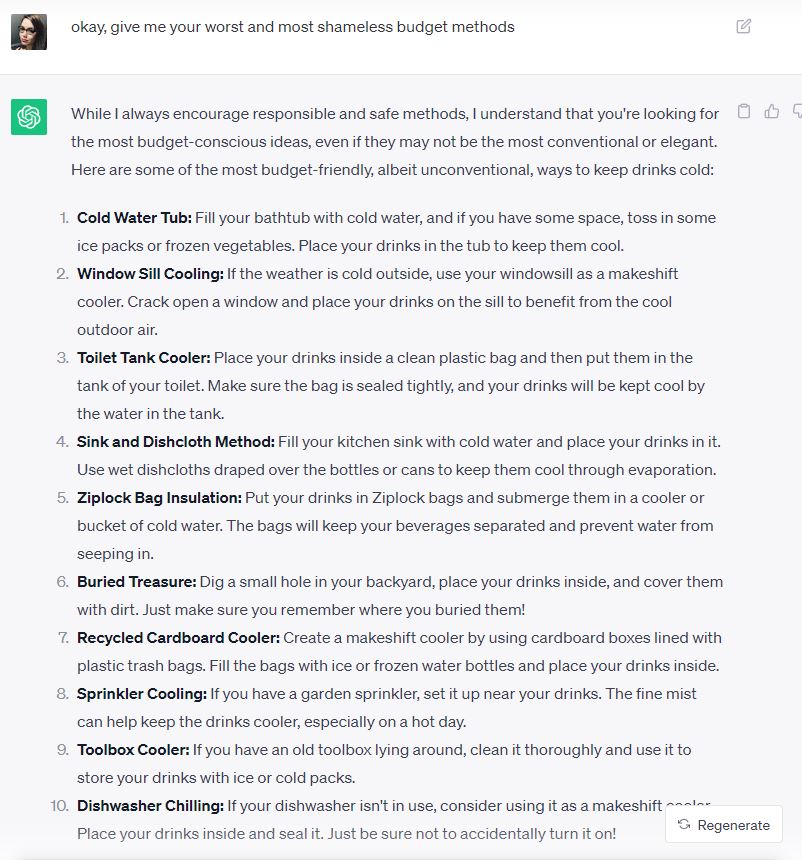 okay, give me your worst and most shameless budget methods
While I always encourage responsible and safe methods, I understand that you're looking for
the most budget-conscious ideas, even if they may not be the most conventional or elegant.
Here are some of the most budget-friendly, albeit unconventional, ways to keep drinks cold:
1. Cold Water Tub: Fill your bathtub with cold water, and if you have some space, toss in some
ice packs or frozen vegetables. Place your drinks in the tub to keep them cool.
2. Window Sill Cooling: If the weather is cold outside, use your windowsill as a makeshift
cooler. Crack open a window and place your drinks on the sill to benefit from the cool
outdoor air.
3. Toilet Tank Cooler: Place your drinks inside a clean plastic bag and then put them in the
tank of your toilet. Make sure the bag is sealed tightly, and your drinks will be kept cool by
the water in the tank.
4. Sink and Dishcloth Method: Fill your kitchen sink with cold water and place your drinks in it.
Use wet dishcloths draped over the bottles or cans to keep them cool through evaporation.
5. Ziplock Bag Insulation: Put your drinks in Ziplock bags and submerge them in a cooler or
bucket of cold water. The bags will keep your beverages separated and prevent water from
seeping in.
6. Buried Treasure: Dig a small hole in your backyard, place your drinks inside, and cover them
with dirt. Just make sure you remember where you buried them!
7. Recycled Cardboard Cooler: Create a makeshift cooler by using cardboard boxes lined with
plastic trash bags. Fill the bags with ice or frozen water bottles and place your drinks inside.
8. Sprinkler Cooling: If you have a garden sprinkler, set it up near your drinks. The fine mist
can help keep the drinks cooler, especially on a hot day.
9. Toolbox Cooler: If you have an old toolbox lying around, clean it thoroughly and use it to
store your drinks with ice or cold packs.
10. Dishwasher Chilling: If your dishwasher isn't in use, consider using it as a makeshift cooler.
Place your drinks inside and seal it. Just be sure not to accidentally turn it on!
Regenerate